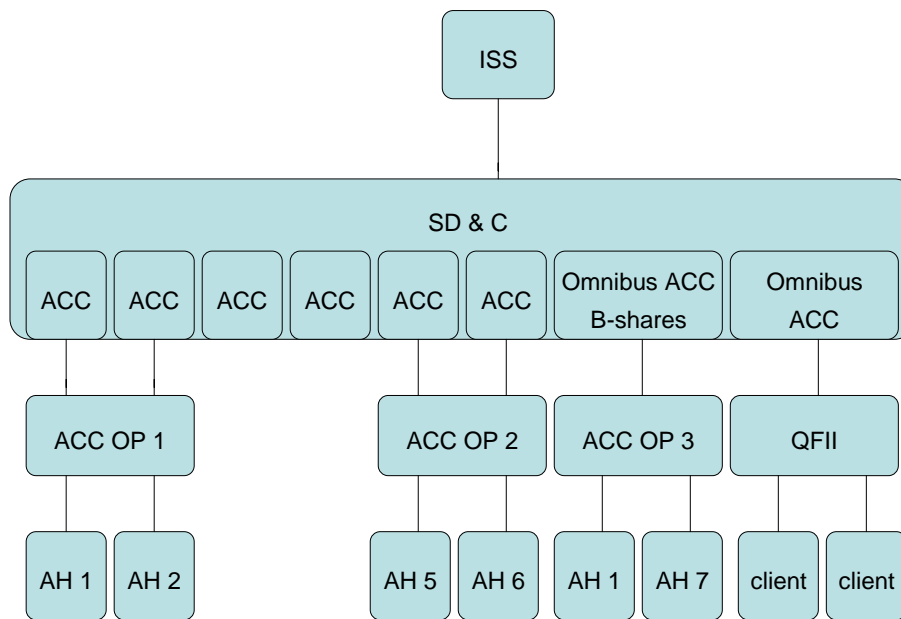 ISS
SD & C
ACC
ACC
ACC
ACC
ACC
ACC
Omnibus ACC
B-shares
Omnibus
ACC
ACC OP 1
ACC OP 2
ACC OP 3
QFII
AH 1
AH 2
AH 5
AH 6
AH 1
AH 7
client
client